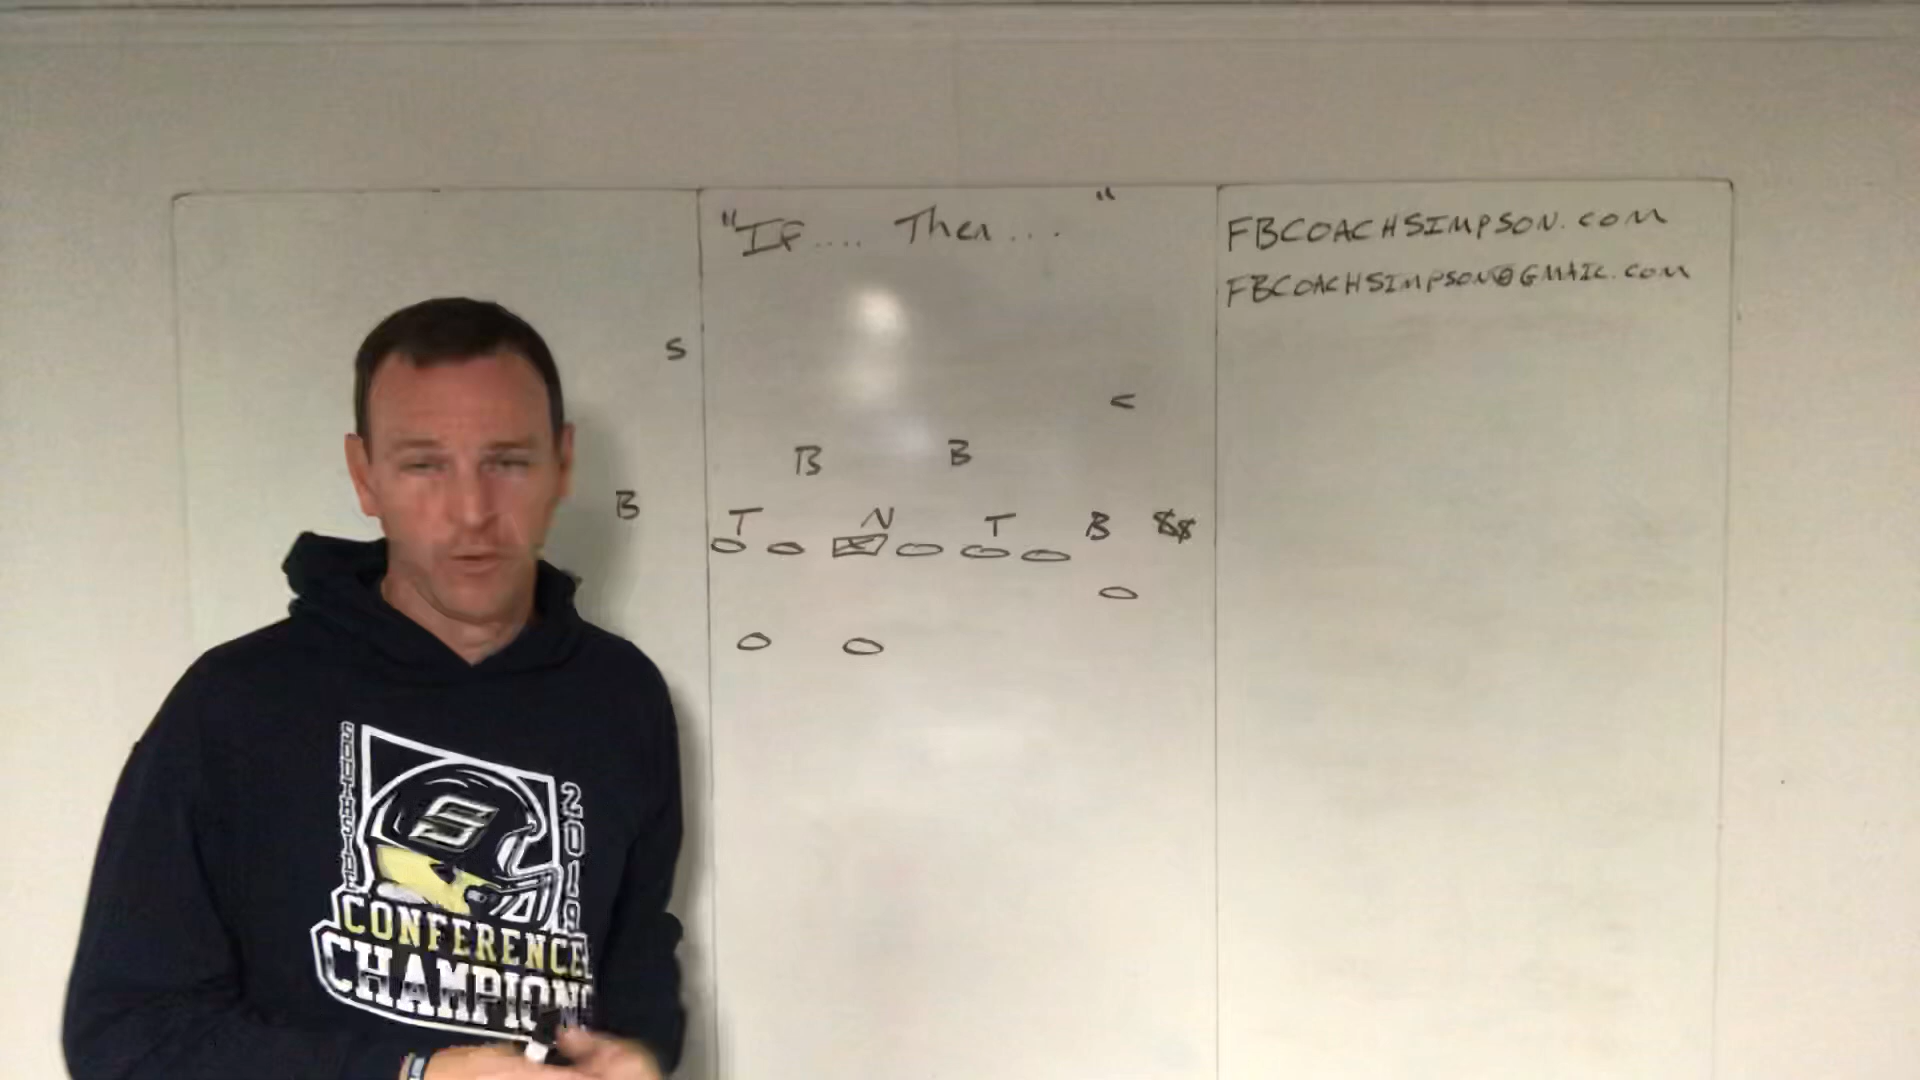 "IF.... Then..."
FBCOACHSIMPSON.COM
FBCOACHSIMPSON@GMAIL.COM
S
C
B B
B T N T B $$
SOUTHSIDE
2019
CONFERENCE
CHAMPIONS